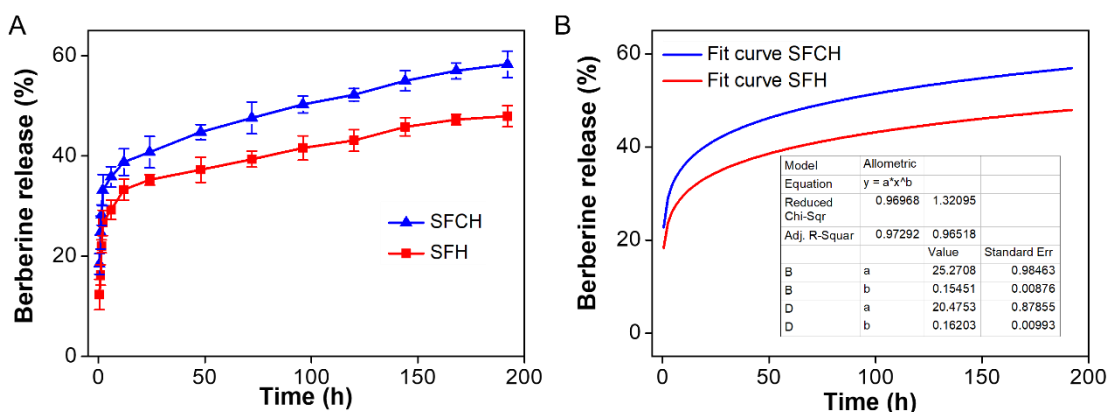 A
Berberine release (%)
60
40
20
0
SFCH
SFH
0
50
100
150
200
Time (h)
B
Berberine release (%)
60
40
20
0
Fit curve SFCH
Fit curve SFH
Model Allometric
Equation y = a*x^b
Reduced Chi-Sqr 0.96968 1.32095
Adj. R-Squar 0.97292 0.96518
Value Standard Err
B a 25.2708 0.98463
B b 0.15451 0.00876
D a 20.4753 0.87855
D b 0.16203 0.00993
0
50
100
150
200
Time (h)